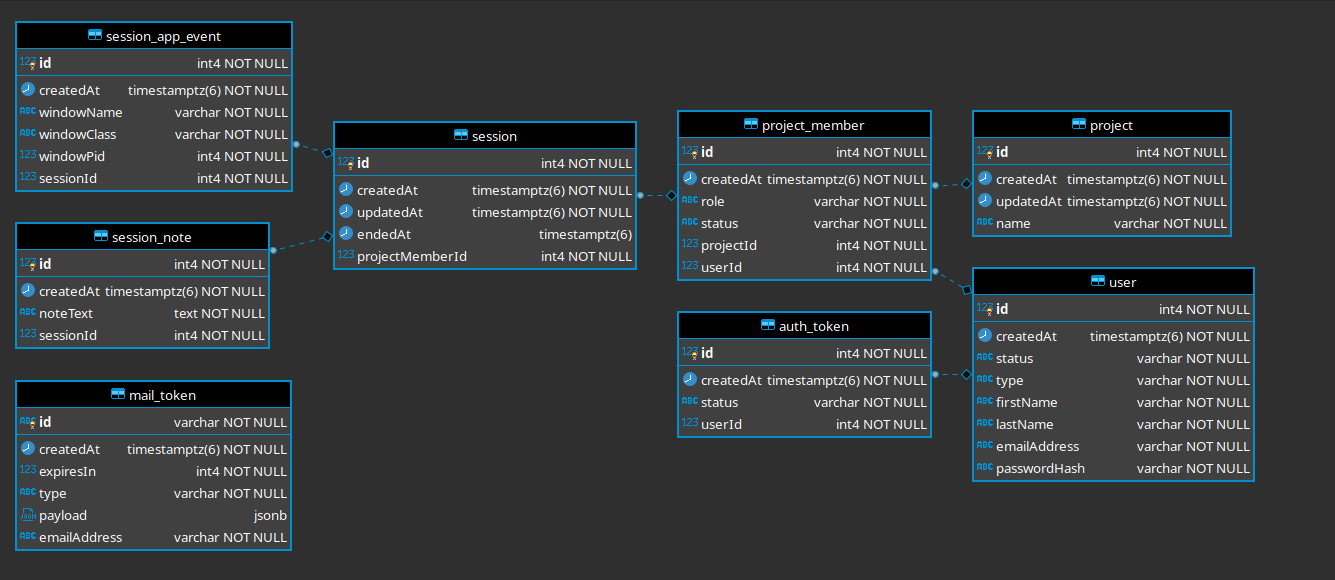 session_app_event
id int4 NOT NULL
createdAt timestamptz(6) NOT NULL
windowName varchar NOT NULL
windowClass varchar NOT NULL
windowPid int4 NOT NULL
sessionId int4 NOT NULL
session_note
id int4 NOT NULL
createdAt timestamptz(6) NOT NULL
noteText text NOT NULL
sessionId int4 NOT NULL
mail_token
id varchar NOT NULL
createdAt timestamptz(6) NOT NULL
expiresIn int4 NOT NULL
type varchar NOT NULL
payload jsonb
emailAddress varchar NOT NULL
session
id int4 NOT NULL
createdAt timestamptz(6) NOT NULL
updatedAt timestamptz(6) NOT NULL
endedAt timestamptz(6)
projectMemberId int4 NOT NULL
project_member
id int4 NOT NULL
createdAt timestamptz(6) NOT NULL
role varchar NOT NULL
status varchar NOT NULL
projectId int4 NOT NULL
userId int4 NOT NULL
auth_token
id int4 NOT NULL
createdAt timestamptz(6) NOT NULL
status varchar NOT NULL
userId int4 NOT NULL
project
id int4 NOT NULL
createdAt timestamptz(6) NOT NULL
updatedAt timestamptz(6) NOT NULL
name varchar NOT NULL
user
id int4 NOT NULL
createdAt timestamptz(6) NOT NULL
status varchar NOT NULL
type varchar NOT NULL
firstName varchar NOT NULL
lastName varchar NOT NULL
emailAddress varchar NOT NULL
passwordHash varchar NOT NULL